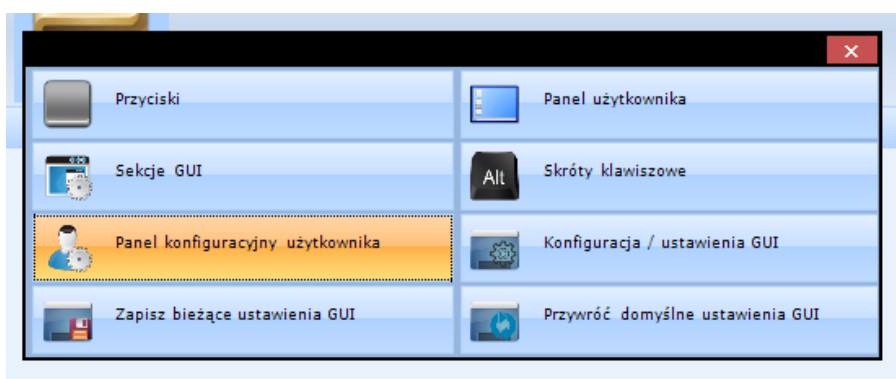 Przyciski
Panel użytkownika
Sekcje GUI
Alt
Skróty klawiszowe
Panel konfiguracyjny użytkownika
Konfiguracja / ustawienia GUI
Zapisz bieżące ustawienia GUI
Przywróć domyślne ustawienia GUI